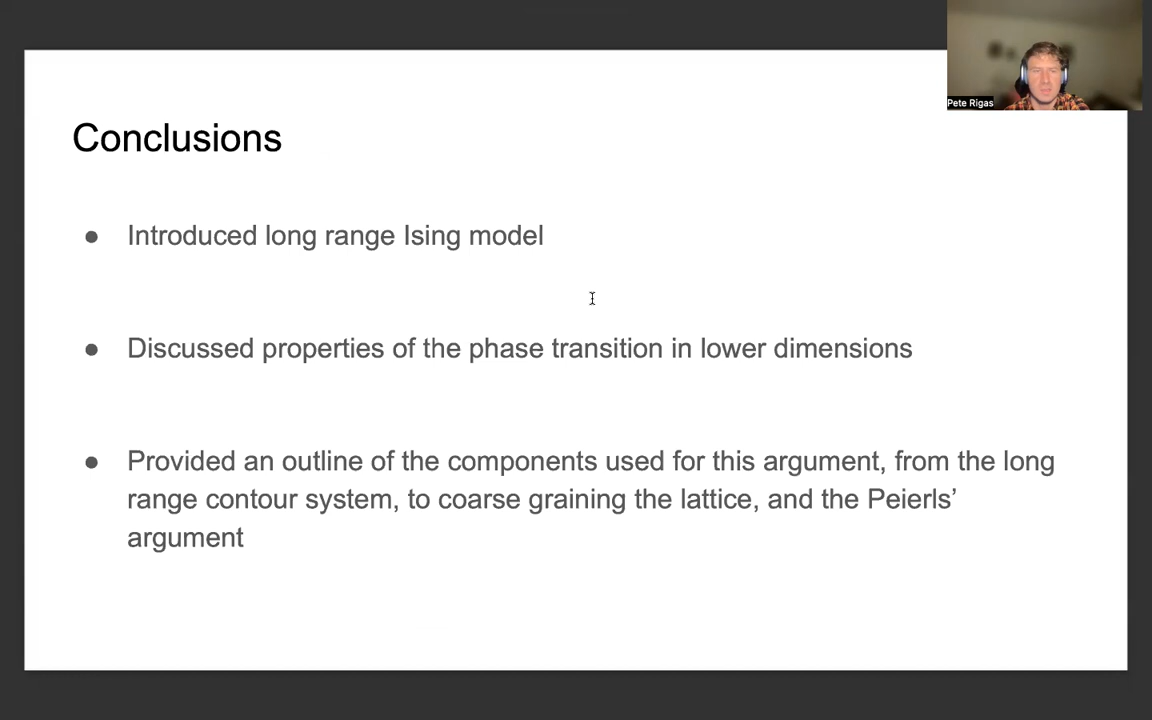 Pete Rigas
Conclusions
● Introduced long range Ising model
● Discussed properties of the phase transition in lower dimensions
● Provided an outline of the components used for this argument, from the long
range contour system, to coarse graining the lattice, and the Peierls’
argument